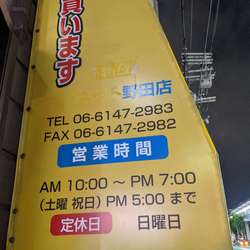 買います
野田店
TEL 06-6147-2983
FAX 06-6147-2982
営業時間
AM 10:00 ～ PM 7:00
(土曜 祝日) PM 5:00 まで
定休日 日曜日